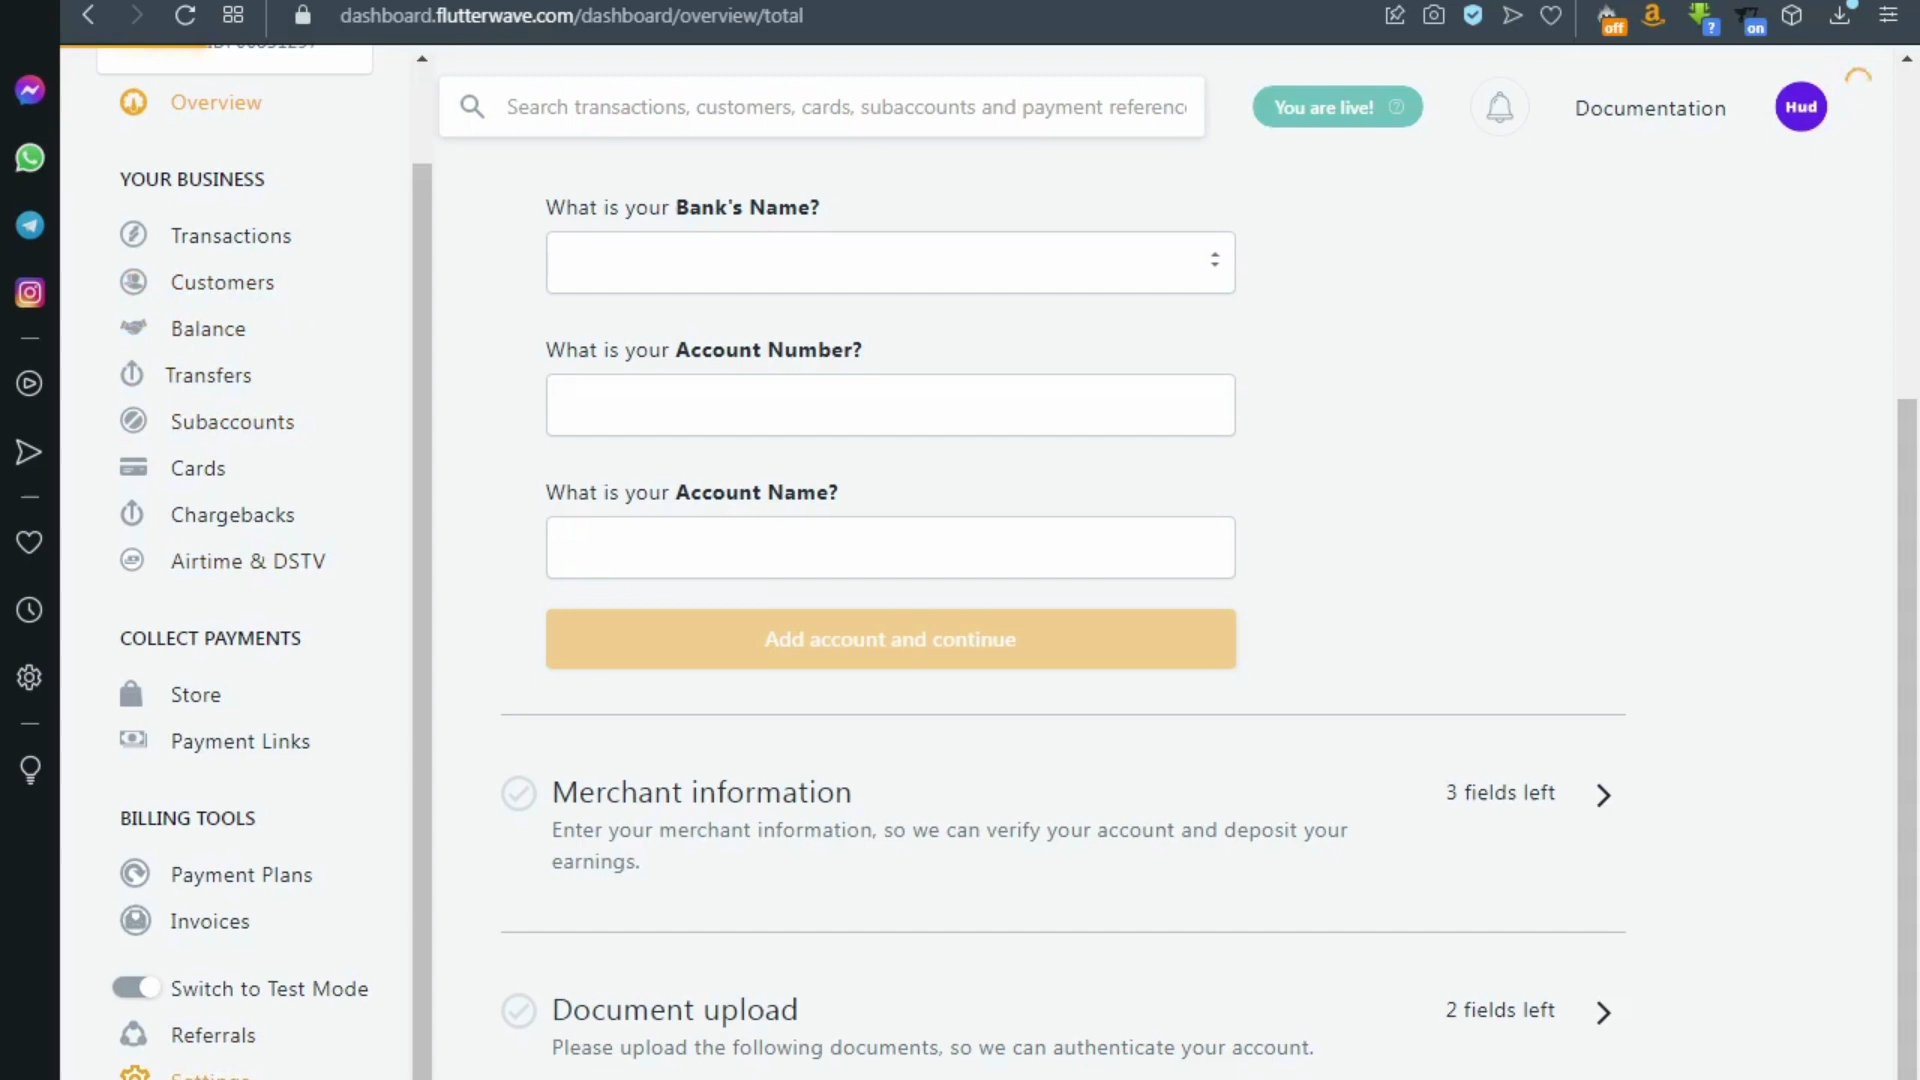 dashboard.flutterwave.com/dashboard/overview/total
off
?
on
Overview
Search transactions, customers, cards, subaccounts and payment referenc
You are live!
Documentation
Hud
YOUR BUSINESS
Transactions
Customers
Balance
Transfers
Subaccounts
Cards
Chargebacks
Airtime & DSTV
COLLECT PAYMENTS
Store
Payment Links
BILLING TOOLS
Payment Plans
Invoices
Switch to Test Mode
Referrals
What is your Bank's Name?
What is your Account Number?
What is your Account Name?
Add account and continue
Merchant information
3 fields left
Enter your merchant information, so we can verify your account and deposit your
earnings.
Document upload
2 fields left
Please upload the following documents, so we can authenticate your account.